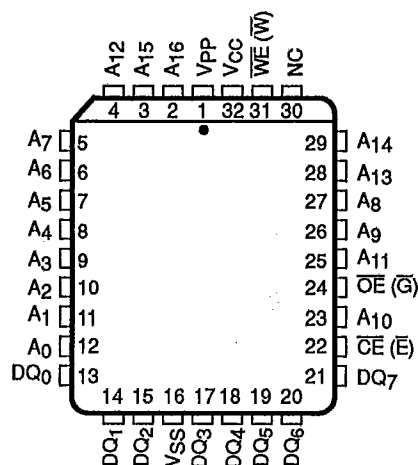 A12 A15 A16 VPP VCC W̅E̅ (W̅) NC
4 3 2 1 32 31 30
A7 5 29 A14
A6 6 28 A13
A5 7 27 A8
A4 8 26 A9
A3 9 25 A11
A2 10 24 O̅E̅ (G̅)
A1 11 23 A10
A0 12 22 C̅E̅ (E̅)
DQ0 13 21 DQ7
14 15 16 17 18 19 20
DQ1 DQ2 VSS DQ3 DQ4 DQ5 DQ6